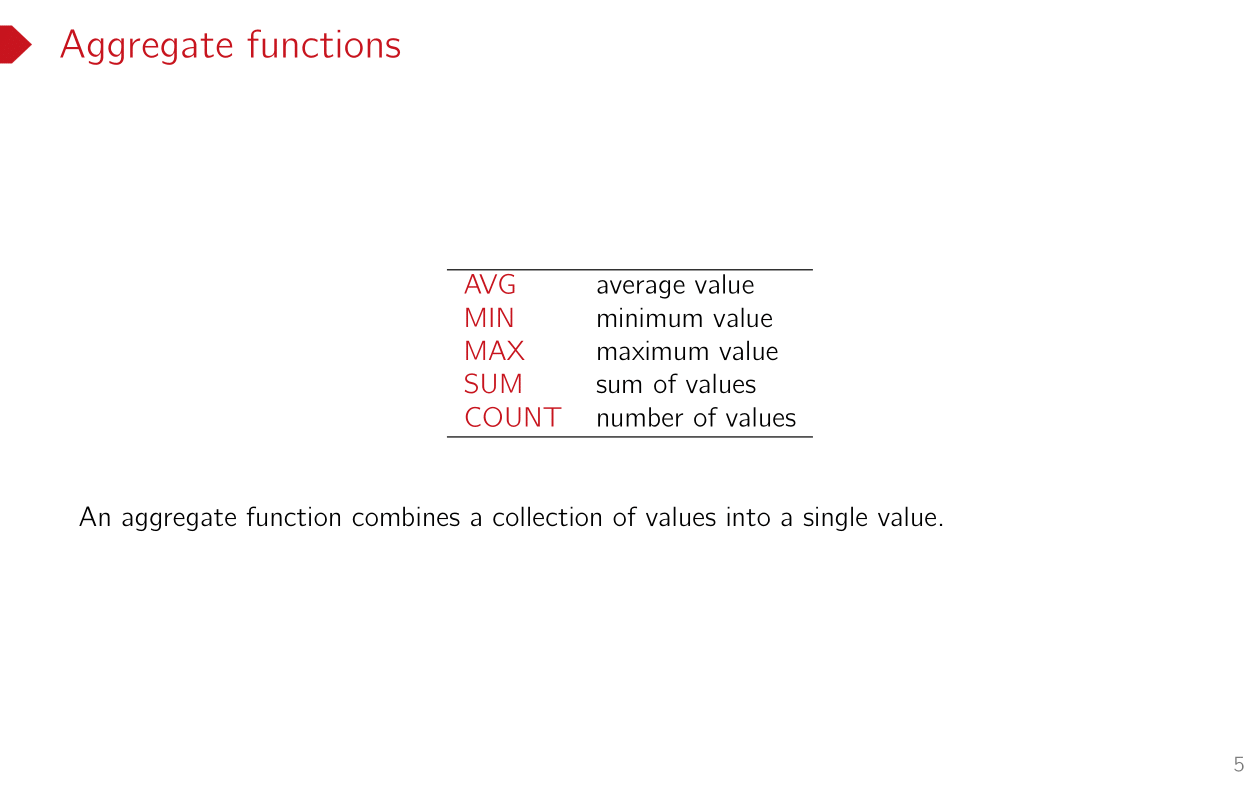 Aggregate functions
AVG average value
MIN minimum value
MAX maximum value
SUM sum of values
COUNT number of values
An aggregate function combines a collection of values into a single value.
5